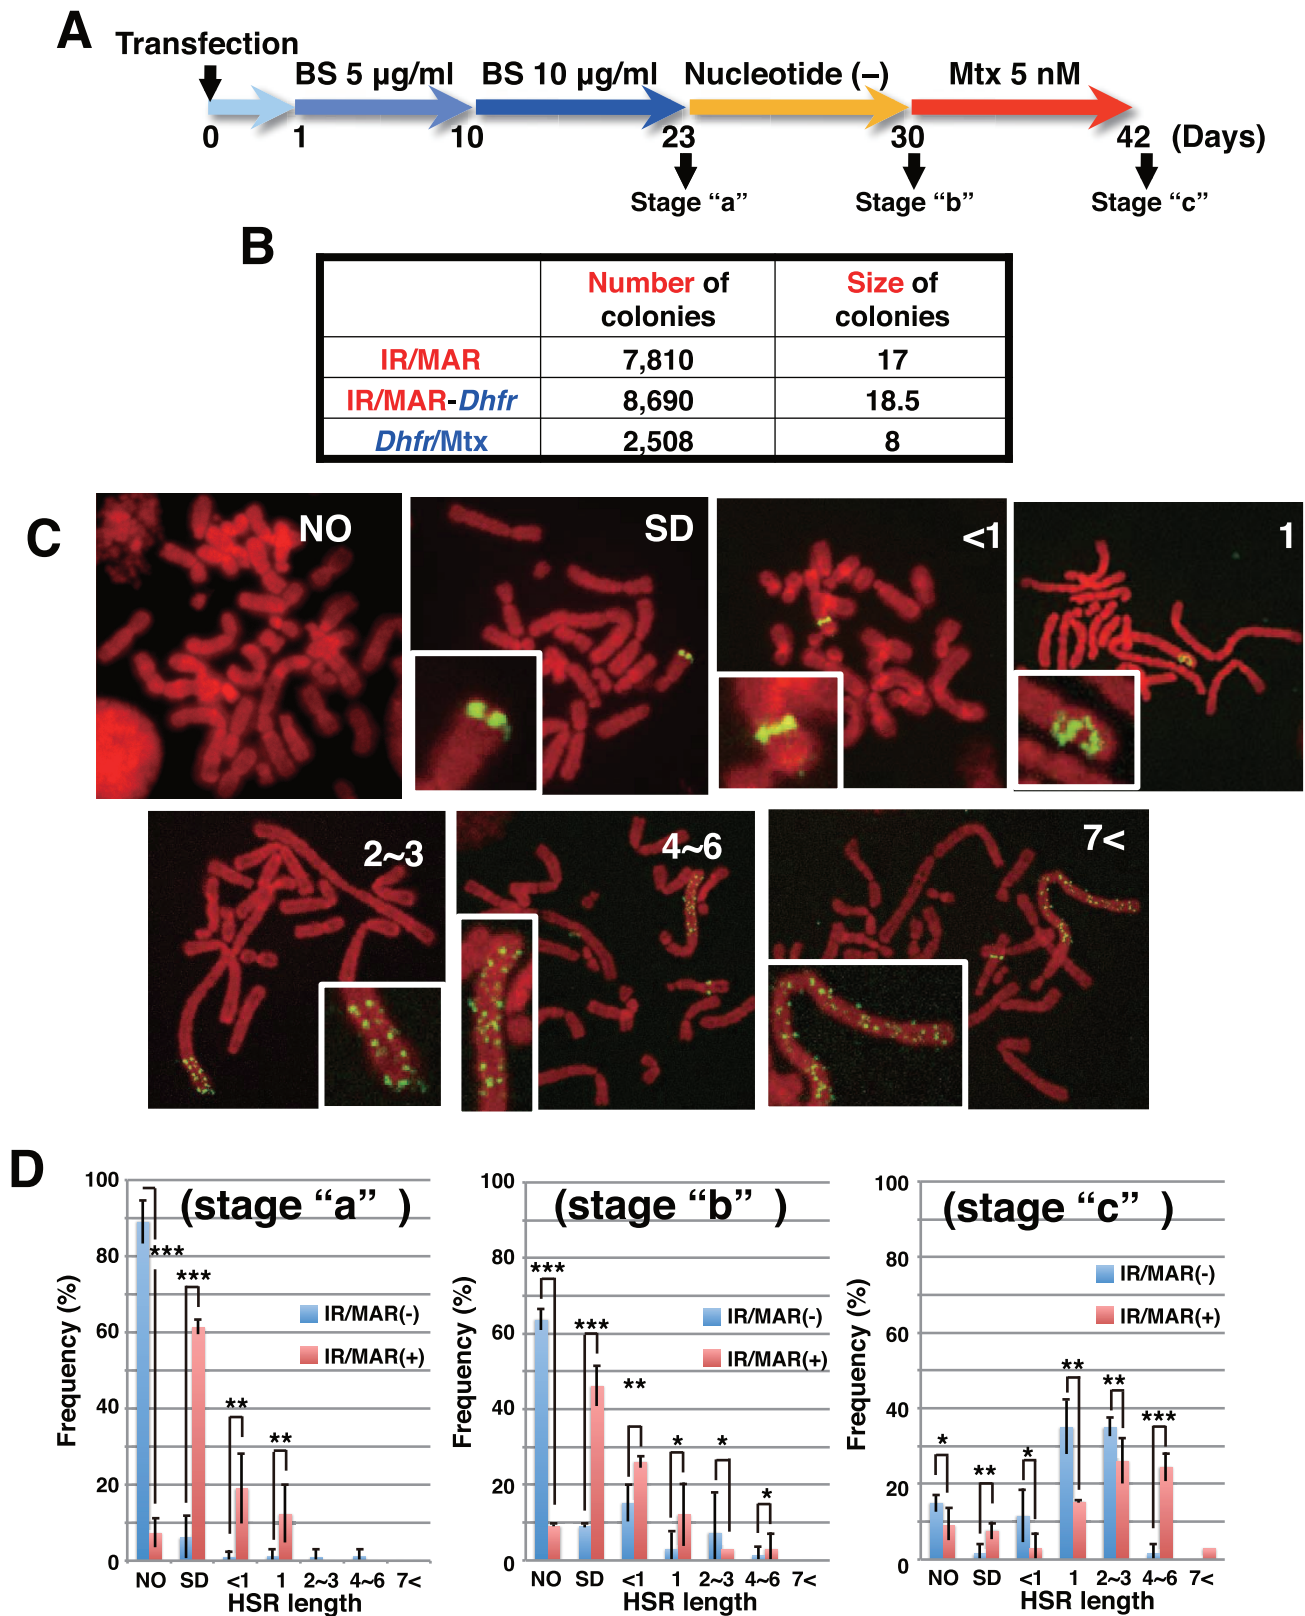 A
Transfection
BS 5 µg/ml BS 10 µg/ml Nucleotide (–) Mtx 5 nM
0 1 10 23 30 42 (Days)
Stage “a” Stage “b” Stage “c”
B
Number of colonies Size of colonies
IR/MAR 7,810 17
IR/MAR-Dhfr 8,690 18.5
Dhfr/Mtx 2,508 8
C
NO SD <1 1
2~3 4~6 7<
D
(stage “a” )
Frequency (%)
100
80
60
40
20
0
***
***
**
**
IR/MAR(-)
IR/MAR(+)
NO SD <1 1 2~3 4~6 7<
HSR length
(stage “b” )
Frequency (%)
100
80
60
40
20
0
***
***
**
*
*
*
IR/MAR(-)
IR/MAR(+)
NO SD <1 1 2~3 4~6 7<
HSR length
(stage “c” )
Frequency (%)
100
80
60
40
20
0
*
**
*
**
**
***
IR/MAR(-)
IR/MAR(+)
NO SD <1 1 2~3 4~6 7<
HSR length